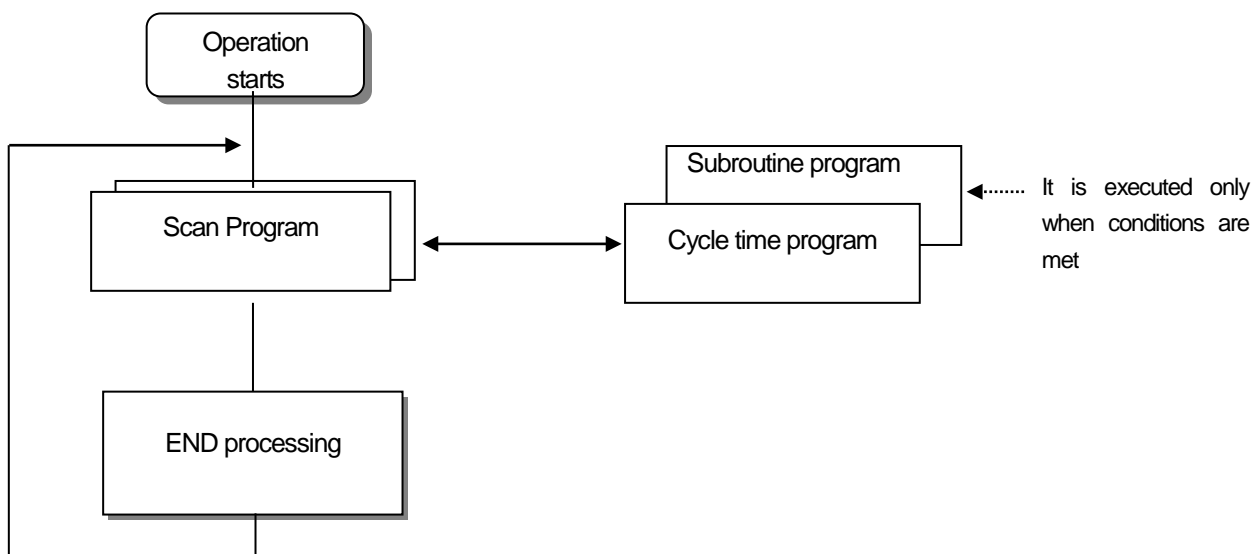 Operation
starts
Subroutine program
It is executed only
when conditions are
met
Scan Program
Cycle time program
END processing